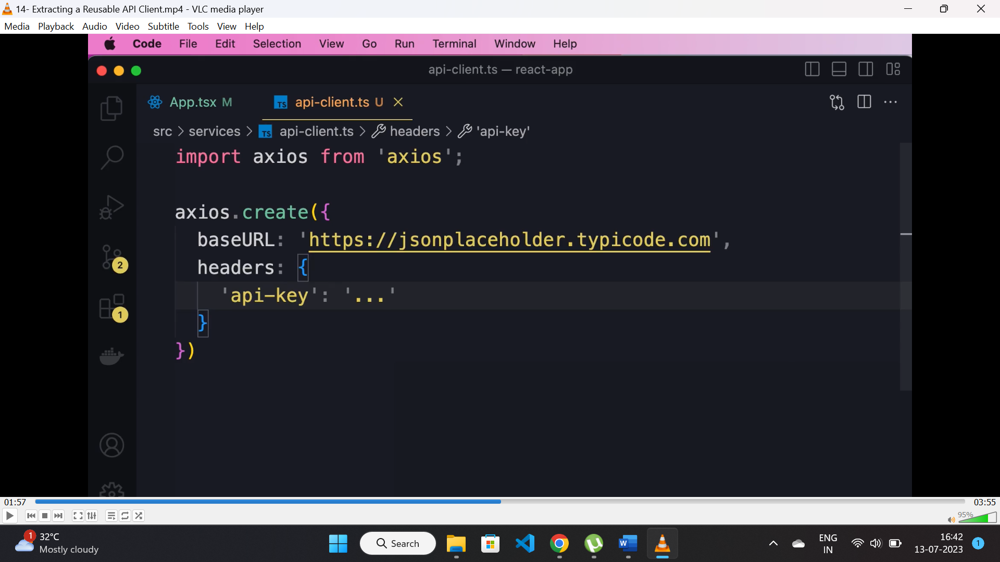 14- Extracting a Reusable API Client.mp4 - VLC media player
Media Playback Audio Video Subtitle Tools View Help
Code File Edit Selection View Go Run Terminal Window Help
api-client.ts — react-app
App.tsx M TS api-client.ts U
src > services > TS api-client.ts > headers > 'api-key'
import axios from 'axios';
axios.create({
baseURL: 'https://jsonplaceholder.typicode.com',
headers: {
'api-key': '...'
}
})
2
1
01:57 03:55
95%
1 32°C
Mostly cloudy
Search
W
ENG
IN
16:42
13-07-2023
1